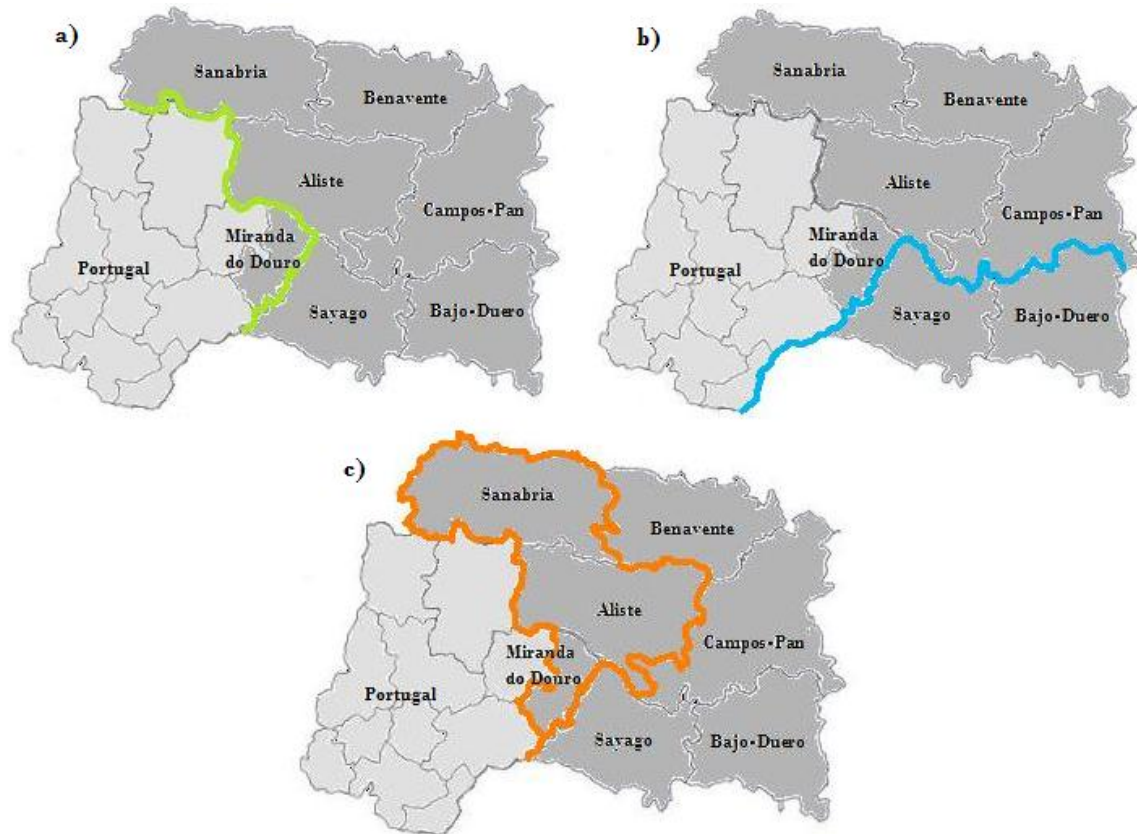 a)
Sanabria
Benavente
Aliste
Campos-Pan
Miranda
do Douro
Portugal
Sayago
Bajo-Duero
b)
Sanabria
Benavente
Aliste
Campos-Pan
Miranda
do Douro
Portugal
Sayago
Bajo-Duero
c)
Sanabria
Benavente
Aliste
Campos-Pan
Miranda
do Douro
Portugal
Sayago
Bajo-Duero